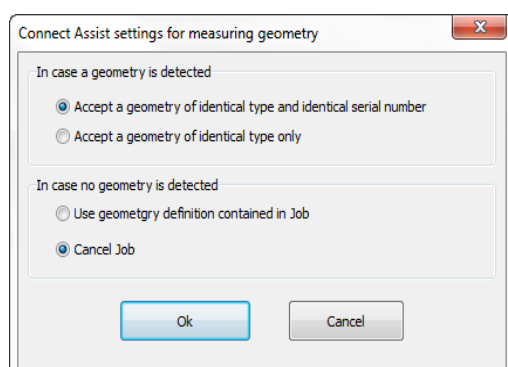 Connect Assist settings for measuring geometry
In case a geometry is detected
Accept a geometry of identical type and identical serial number
Accept a geometry of identical type only
In case no geometry is detected
Use geometgry definition contained in Job
Cancel Job
Ok
Cancel